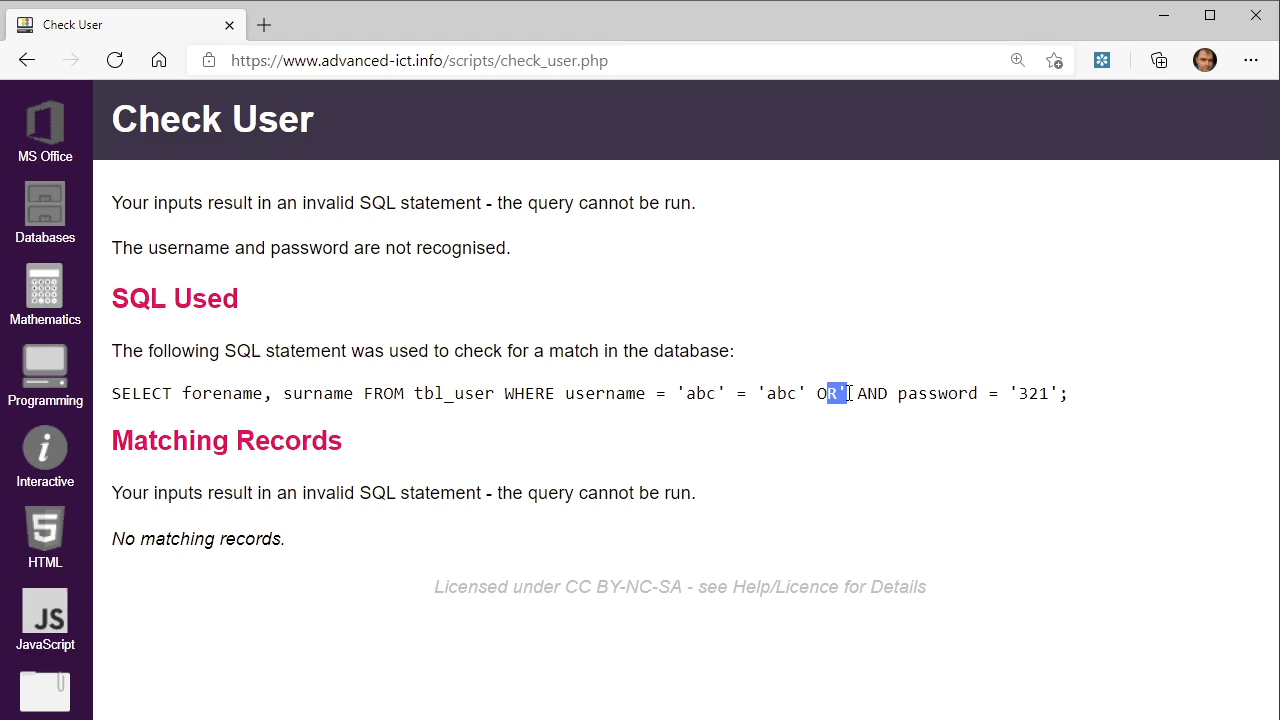 Check User
https://www.advanced-ict.info/scripts/check_user.php
MS Office
Databases
Mathematics
Programming
Interactive
HTML
JS
JavaScript
Check User
Your inputs result in an invalid SQL statement - the query cannot be run.
The username and password are not recognised.
SQL Used
The following SQL statement was used to check for a match in the database:
SELECT forename, surname FROM tbl_user WHERE username = 'abc' = 'abc' OR' AND password = '321';
Matching Records
Your inputs result in an invalid SQL statement - the query cannot be run.
No matching records.
Licensed under CC BY-NC-SA - see Help/Licence for Details